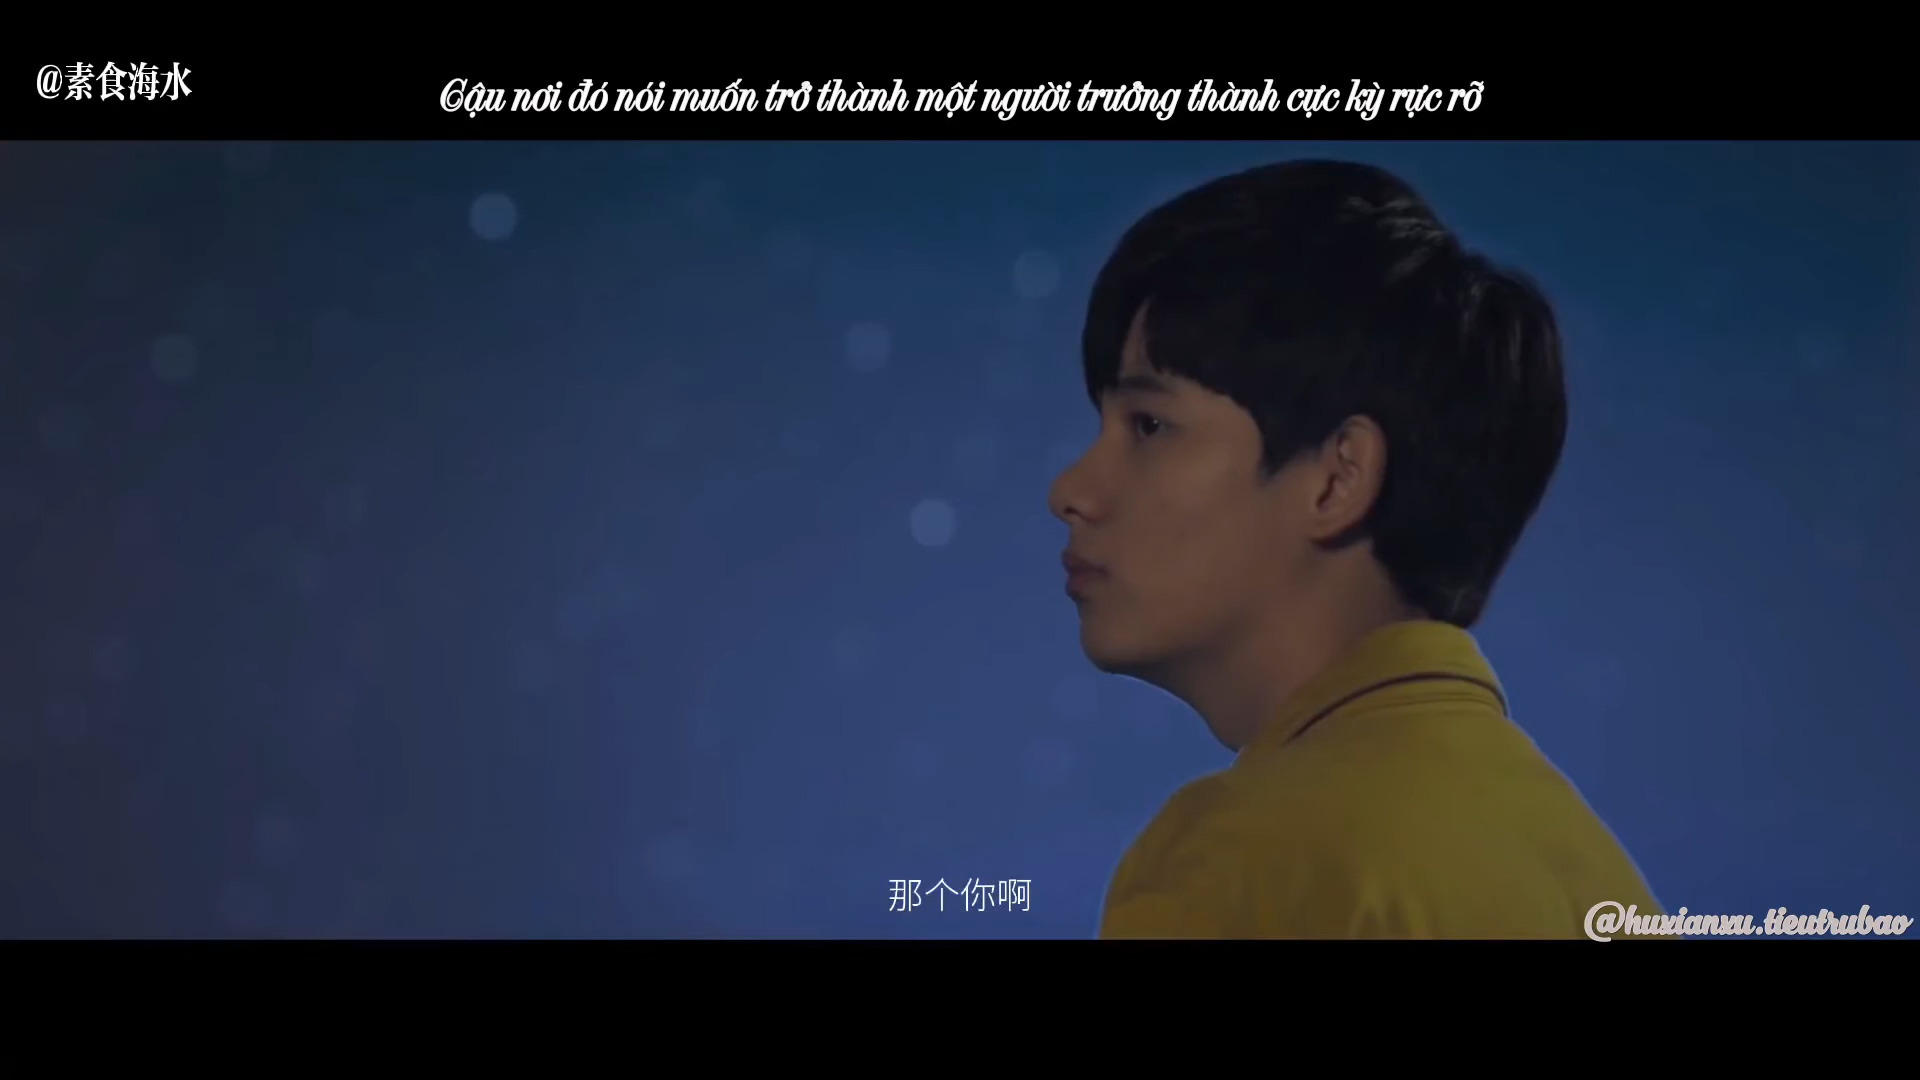 @素食海水
Cậu nơi đó nói muốn trở thành một người trưởng thành cực kỳ rực rỡ
那个你啊
@huxianxu.tieutrubao